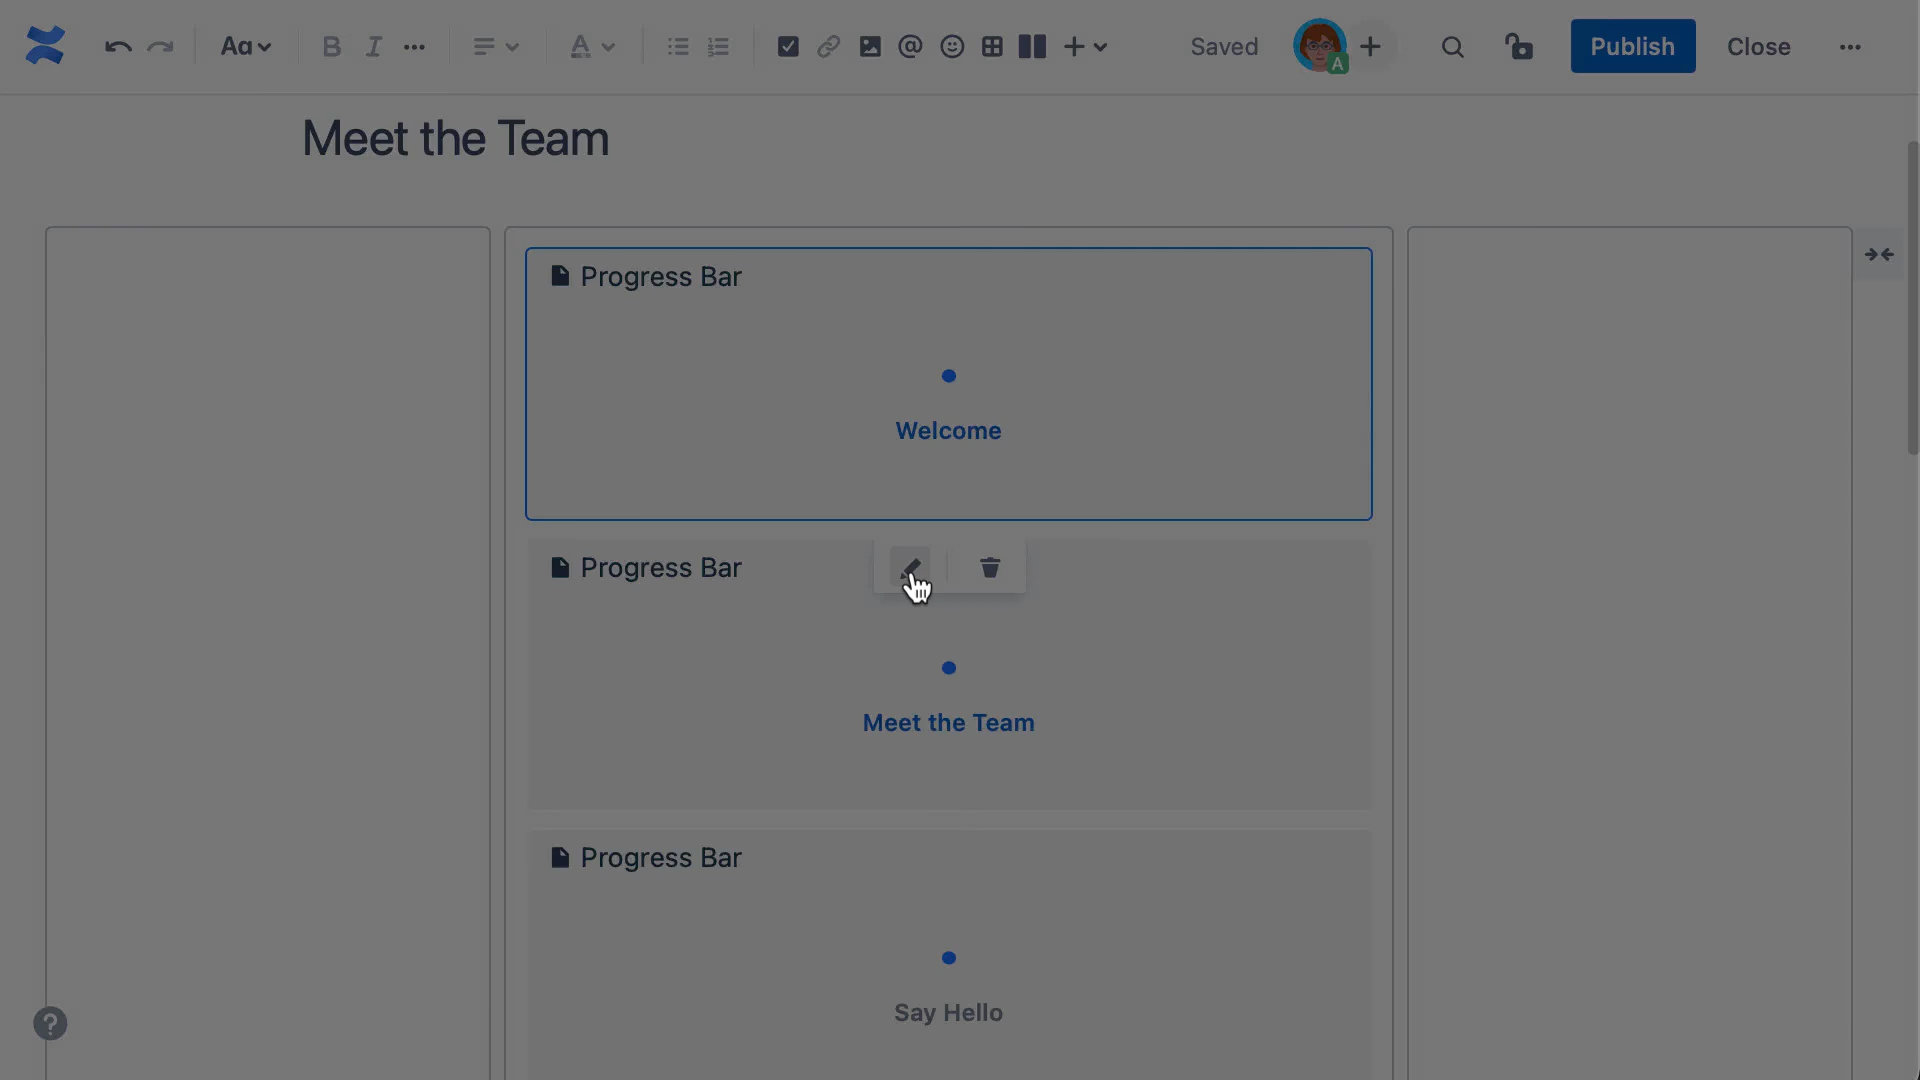 Aa B I A Saved A Publish Close
Meet the Team
Progress Bar
Welcome
Progress Bar
Meet the Team
Progress Bar
Say Hello
?